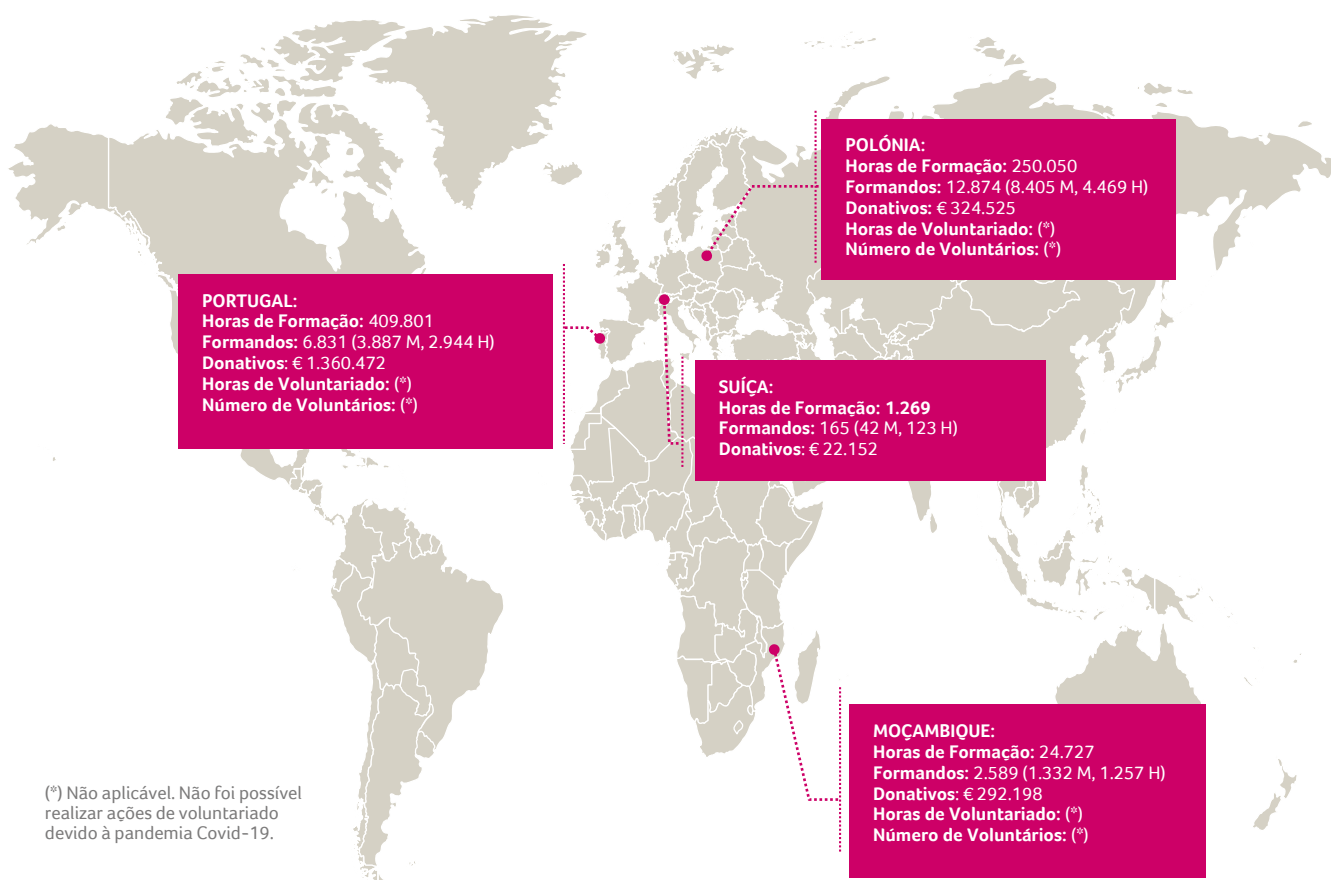 POLÓNIA:
Horas de Formação: 250.050
Formandos: 12.874 (8.405 M, 4.469 H)
Donativos: € 324.525
Horas de Voluntariado: (*)
Número de Voluntários: (*)
PORTUGAL:
Horas de Formação: 409.801
Formandos: 6.831 (3.887 M, 2.944 H)
Donativos: € 1.360.472
Horas de Voluntariado: (*)
Número de Voluntários: (*)
SUÍÇA:
Horas de Formação: 1.269
Formandos: 165 (42 M, 123 H)
Donativos: € 22.152
MOÇAMBIQUE:
Horas de Formação: 24.727
Formandos: 2.589 (1.332 M, 1.257 H)
Donativos: € 292.198
Horas de Voluntariado: (*)
Número de Voluntários: (*)
(*) Não aplicável. Não foi possível
realizar ações de voluntariado
devido à pandemia Covid-19.